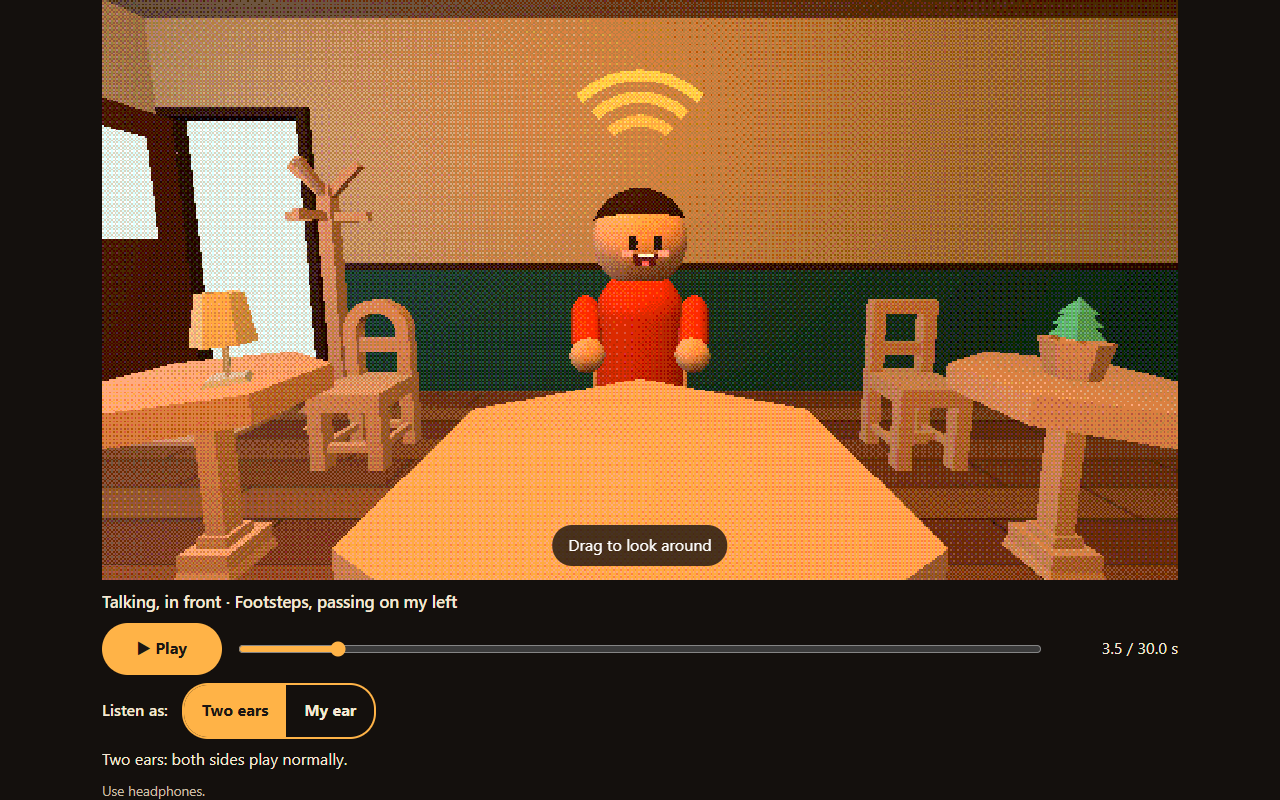 Drag to look around
Talking, in front · Footsteps, passing on my left
▶ Play
3.5 / 30.0 s
Listen as:
Two ears
My ear
Two ears: both sides play normally.
Use headphones.